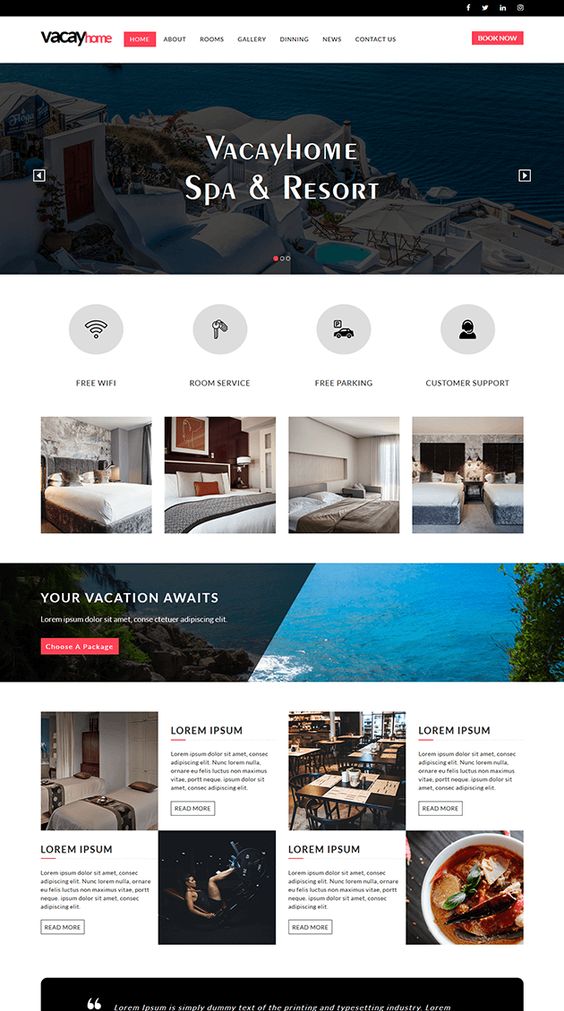 vacayhome
HOME ABOUT ROOMS GALLERY DINNING NEWS CONTACT US
BOOK NOW
Vacayhome
Spa & Resort
FREE WIFI
ROOM SERVICE
FREE PARKING
CUSTOMER SUPPORT
YOUR VACATION AWAITS
Lorem ipsum dolor sit amet, conse ctetuer adipiscing elit.
Choose A Package
LOREM IPSUM
Lorem ipsum dolor sit amet, consec
adipiscing elit. Nunc lorem nulla,
ornare eu felis luctus non maximus
vitae, portt neque. ipsum dolor sit
amet, consec adipiscing elit.
READ MORE
LOREM IPSUM
Lorem ipsum dolor sit amet, consec
adipiscing elit. Nunc lorem nulla,
ornare eu felis luctus non maximus
vitae, portt neque. ipsum dolor sit
amet, consec adipiscing elit.
READ MORE
LOREM IPSUM
Lorem ipsum dolor sit amet, consec
adipiscing elit. Nunc lorem nulla, ornare
eu felis luctus non maximus vitae, portt
neque. ipsum dolor sit amet, consec
adipiscing elit.
READ MORE
LOREM IPSUM
Lorem ipsum dolor sit amet, consec
adipiscing elit. Nunc lorem nulla, ornare
eu felis luctus non maximus vitae, portt
neque. ipsum dolor sit amet, consec
adipiscing elit.
READ MORE
Lorem Ipsum is simply dummy text of the printing and typesetting industry. Lorem